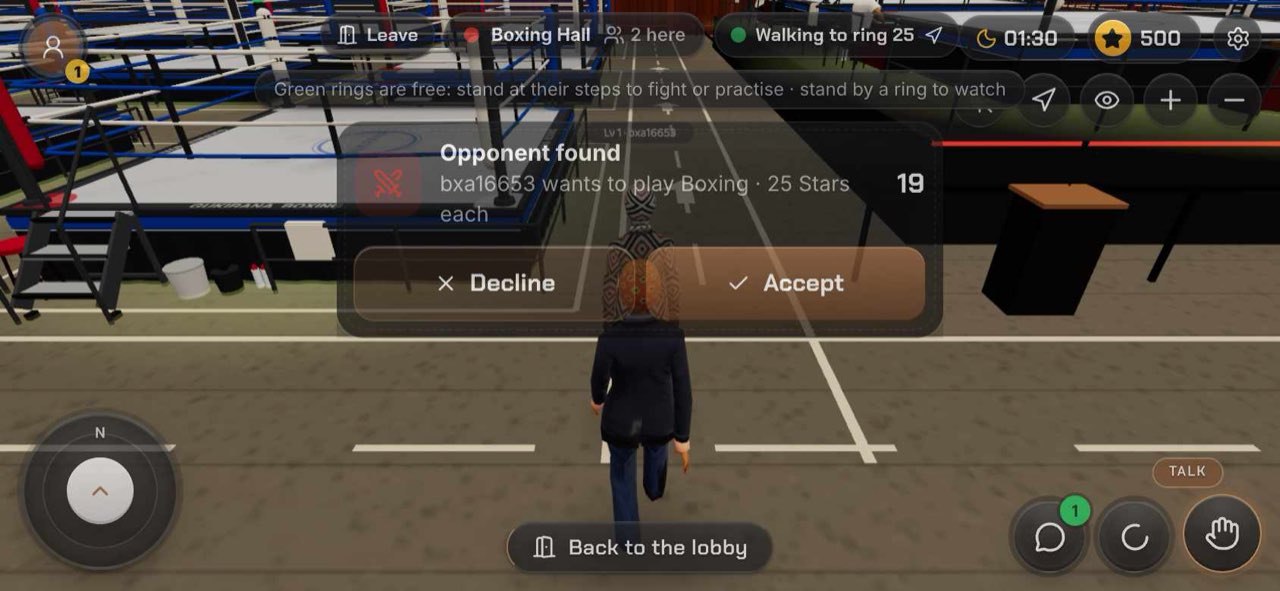 Leave
Boxing Hall
2 here
Walking to ring 25
01:30
500
1
Green rings are free: stand at their steps to fight or practise · stand by a ring to watch
Lv 1 · bxa16653
Opponent found
bxa16653 wants to play Boxing · 25 Stars
each
19
Decline
Accept
N
TALK
1
Back to the lobby